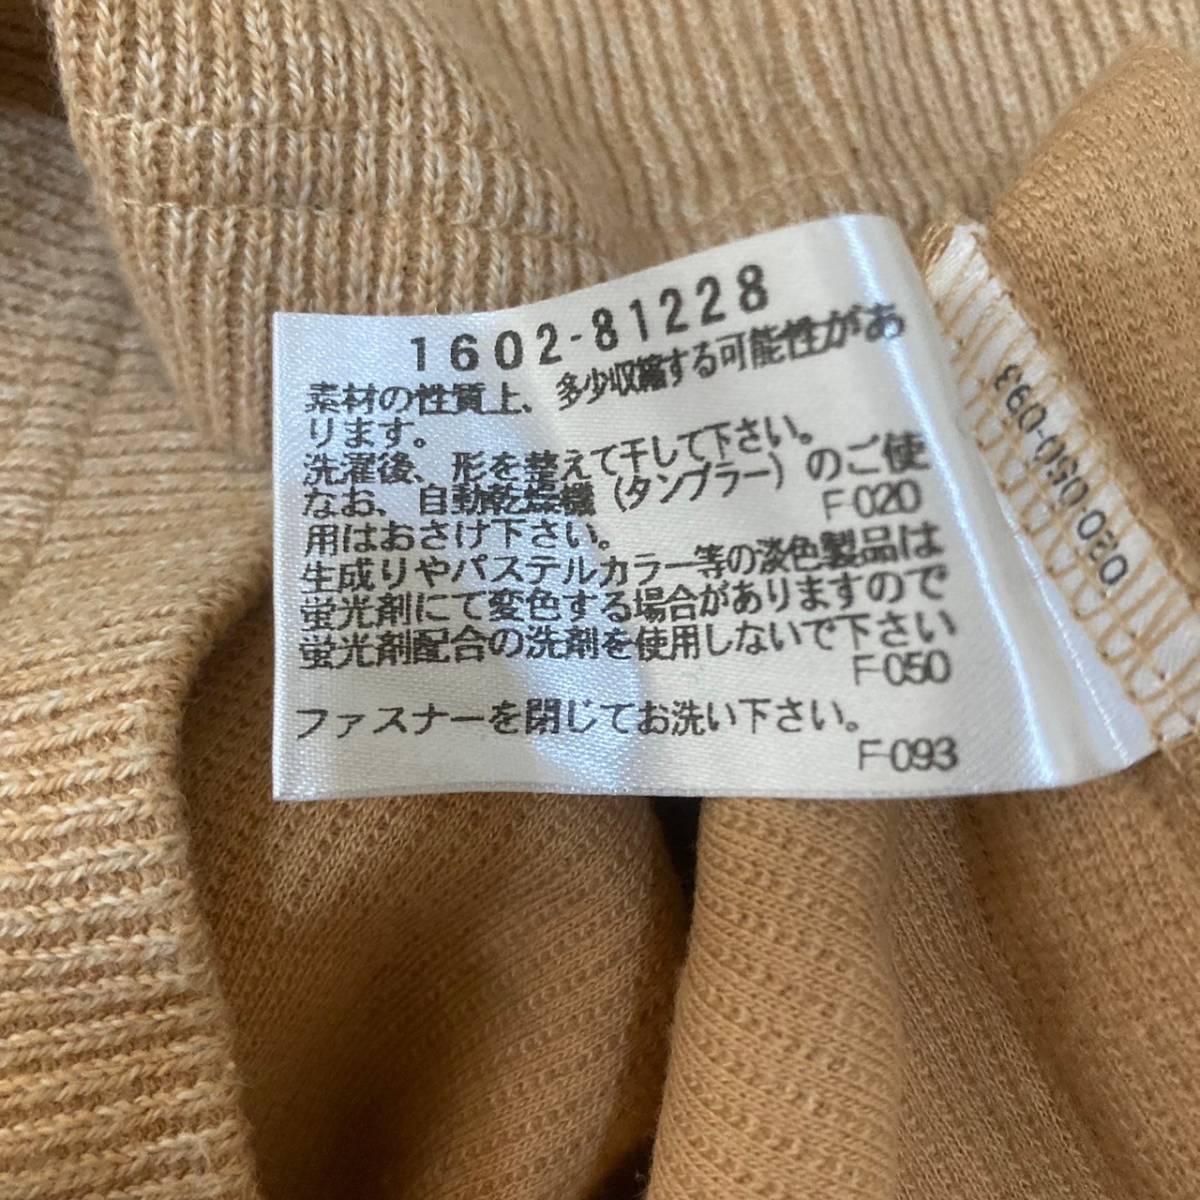 1602-81228
素材の性質上、多少収縮する可能性があ
ります。
洗濯後、形を整えて干して下さい。
なお、自動乾燥機（タンブラー）のご使
用はおさけ下さい。
F-020
生成りやパステルカラー等の淡色製品は
蛍光剤にて変色する場合がありますので
蛍光剤配合の洗剤を使用しないで下さい
F-050
ファスナーを閉じてお洗い下さい。
F-093
020-050-093